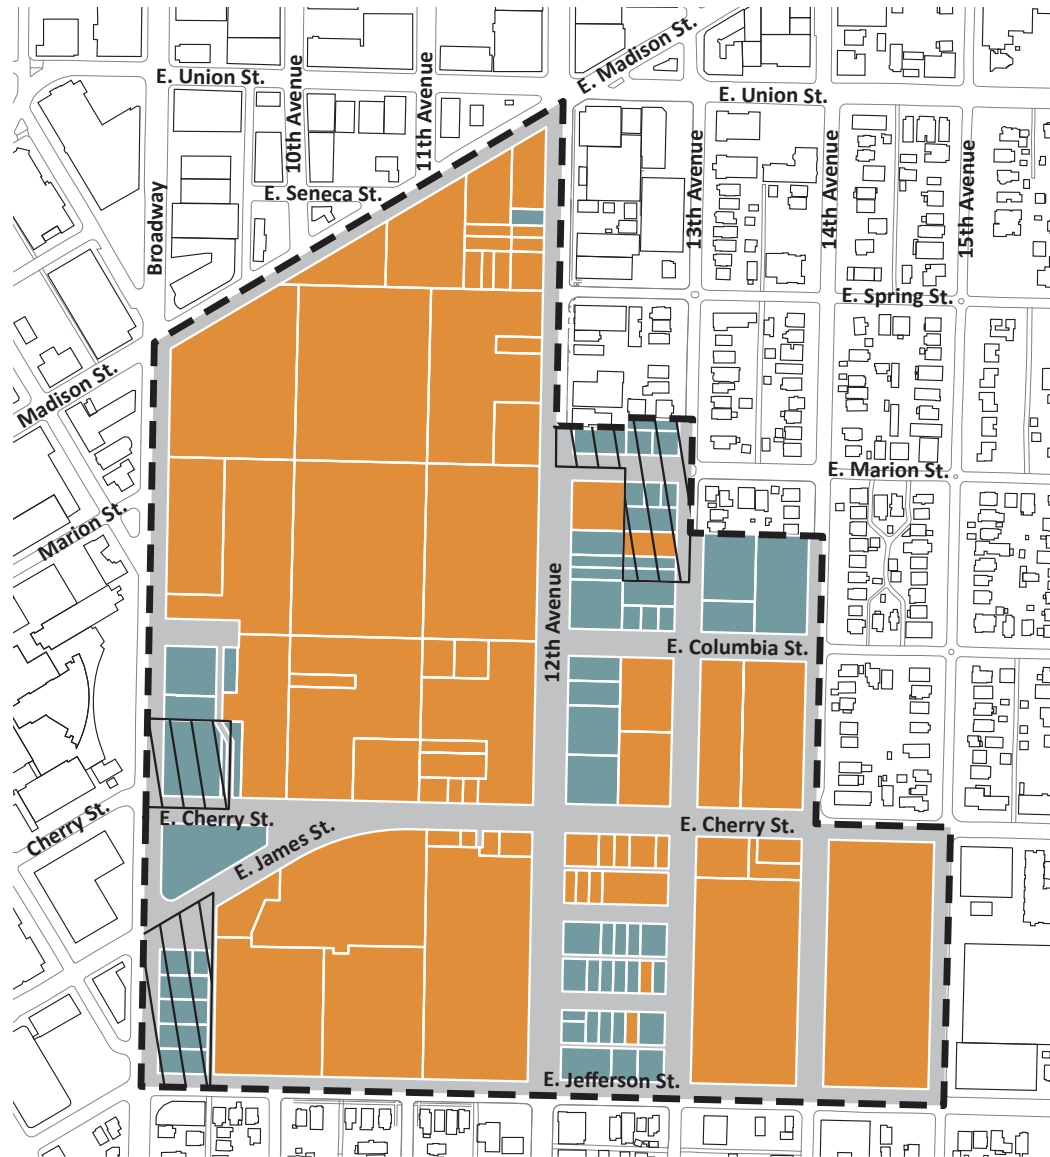 E. Madison St.
E. Union St.
10th Avenue
11th Avenue
E. Union St.
13th Avenue
14th Avenue
15th Avenue
E. Seneca St.
Broadway
E. Spring St.
Madison St.
E. Marion St.
Marion St.
12th Avenue
E. Columbia St.
E. Cherry St.
E. Cherry St.
Cherry St.
E. James St.
E. Jefferson St.